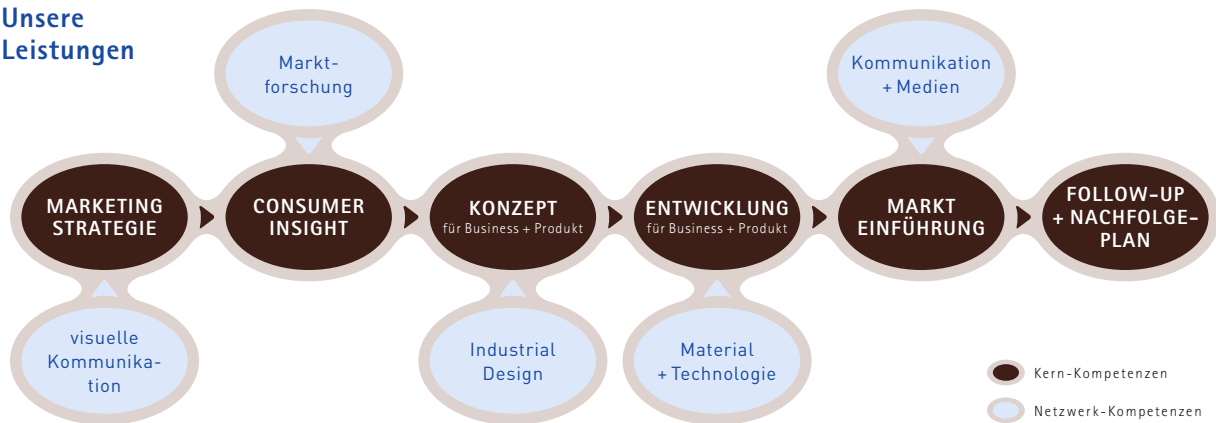 Unsere
Leistungen
Markt-
forschung
Kommunikation
+ Medien
MARKETING
STRATEGIE
CONSUMER
INSIGHT
KONZEPT
für Business + Produkt
ENTWICKLUNG
für Business + Produkt
MARKT
EINFÜHRUNG
FOLLOW-UP
+ NACHFOLGE-
PLAN
visuelle
Kommunika-
tion
Industrial
Design
Material
+ Technologie
Kern-Kompetenzen
Netzwerk-Kompetenzen